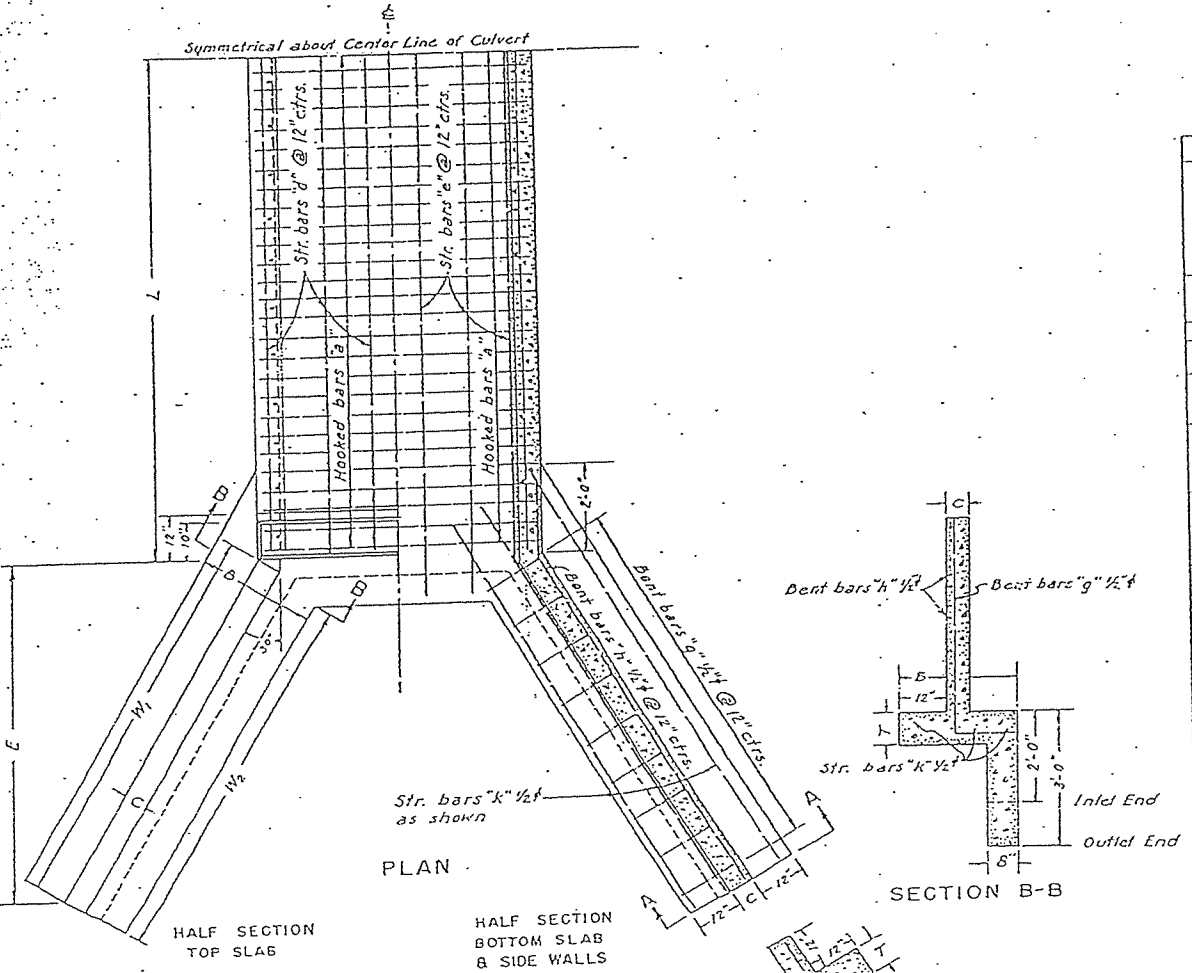 ℄
Symmetrical about Center Line of Culvert
Str. bars "d" @ 12" ctrs.
Str. bars "e" @ 12" ctrs.
L
Hooked bars "a"
Hooked bars "A"
2'-0"
12"
10"
B
B
B
30°
E
W1
W2
C
Bent bars "h" ½"⌀ @ 12" ctrs.
Bent bars "g" ½"⌀ @ 12" ctrs.
Str. bars "k" ½"⌀
as shown
A
A
12"
C
12"
PLAN
HALF SECTION
TOP SLAB
HALF SECTION
BOTTOM SLAB
& SIDE WALLS
C
Bent bars "h" ½"⌀
Bent bars "g" ½"⌀
B
12"
T
Str. bars "k" ½"⌀
2'-0"
3'-0"
Inlet End
Outlet End
8"
SECTION B-B
12"
12"
T